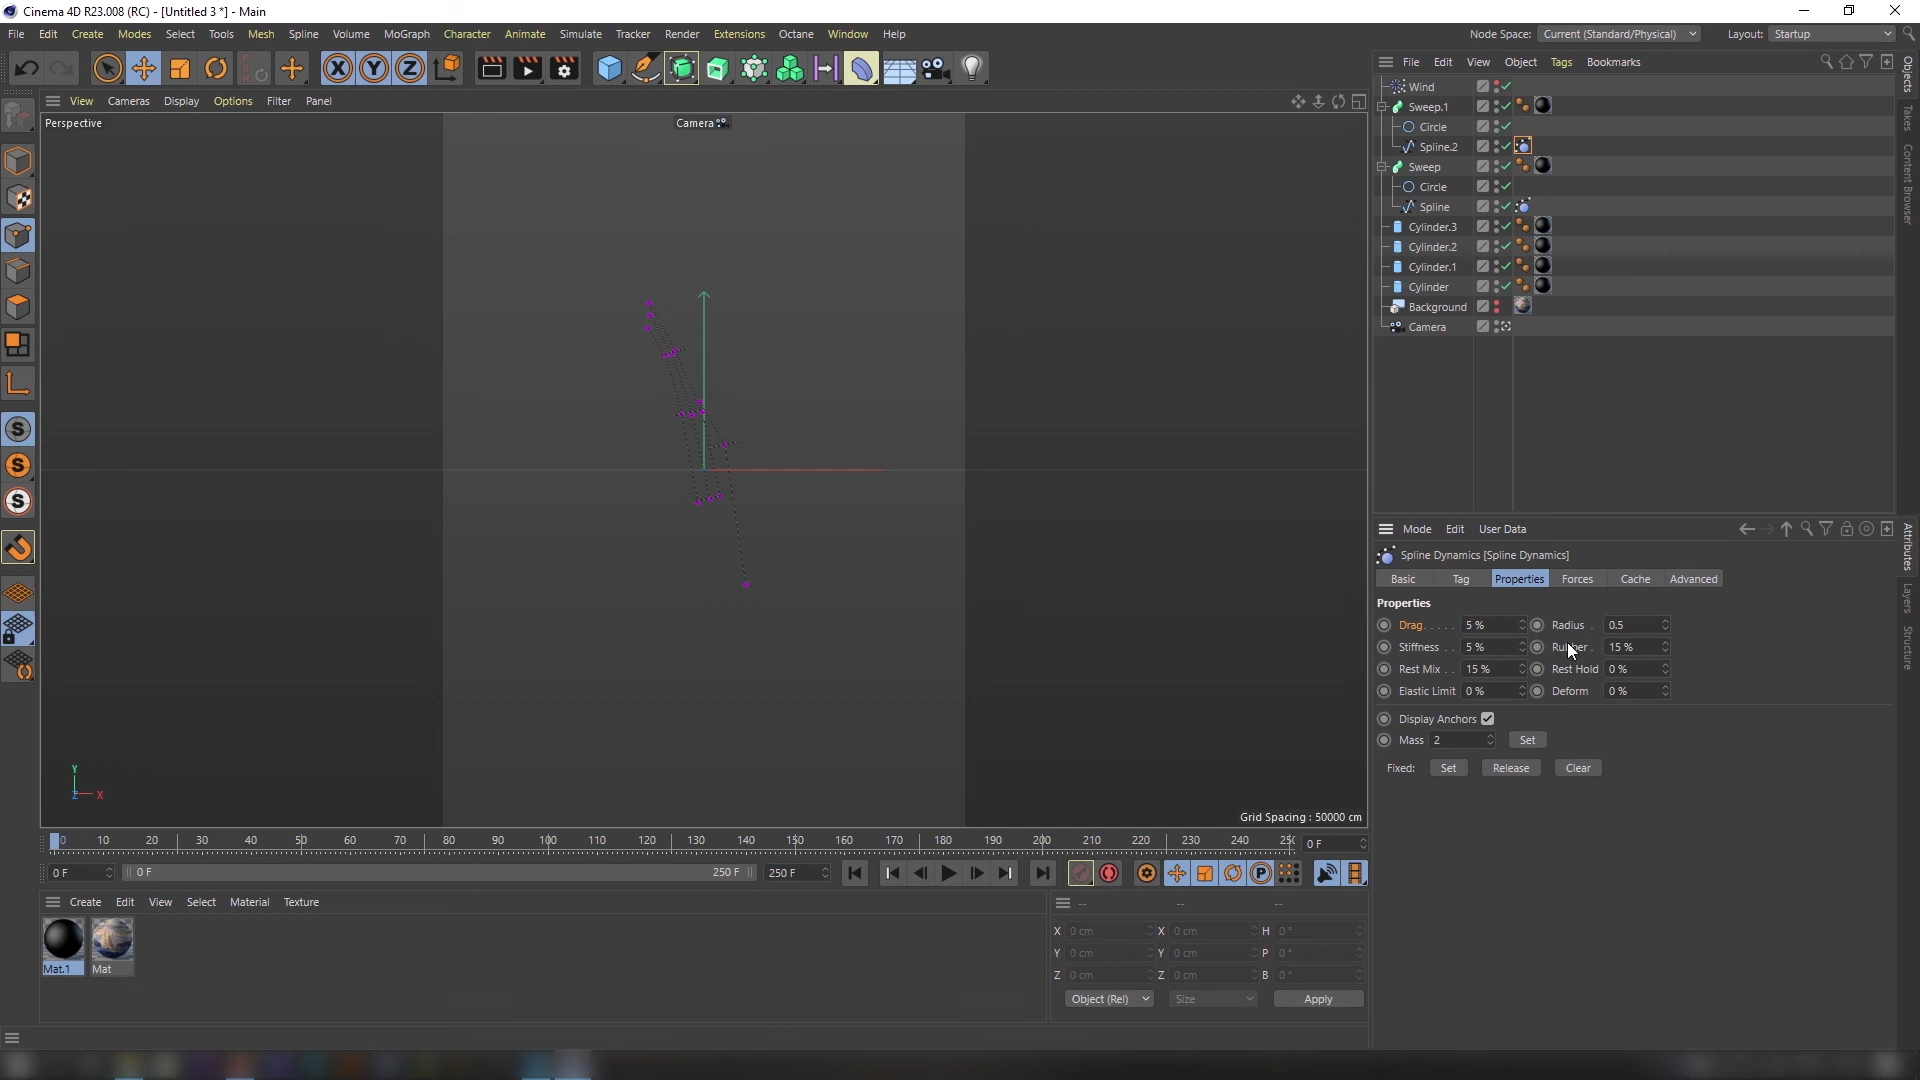 Cinema 4D R23.008 (RC) - [Untitled 3 *] - Main
File Edit Create Modes Select Tools Mesh Spline Volume MoGraph Character Animate Simulate Tracker Render Extensions Octane Window Help
Node Space: Current (Standard/Physical) Layout: Startup
File Edit View Object Tags Bookmarks
View Cameras Display Options Filter Panel
Perspective
Camera
Wind
Sweep.1
Circle
Spline.2
Sweep
Circle
Spline
Cylinder.3
Cylinder.2
Cylinder.1
Cylinder
Background
Camera
Objects
Takes
Content Browser
Mode Edit User Data
Spline Dynamics [Spline Dynamics]
Basic Tag Properties Forces Cache Advanced
Properties
Drag. . . . . 5 % Radius . 0.5
Stiffness . . 5 % 15 %
Rest Mix . . 15 % Rest Hold 0 %
Elastic Limit 0 % Deform 0 %
Display Anchors
Mass 2 Set
Fixed: Set Release Clear
Attributes
Layers
Structure
Y
Z X
Grid Spacing : 50000 cm
0 10 20 30 40 50 60 70 80 90 100 110 120 130 140 150 160 170 180 190 200 210 220 230 240 0 F
0 F 0 F 250 F 250 F
Create Edit View Select Material Texture
Mat.1 Mat
-- -- --
X 0 cm X 0 cm H 0 °
Y 0 cm Y 0 cm P 0 °
Z 0 cm Z 0 cm B 0 °
Object (Rel) Size Apply